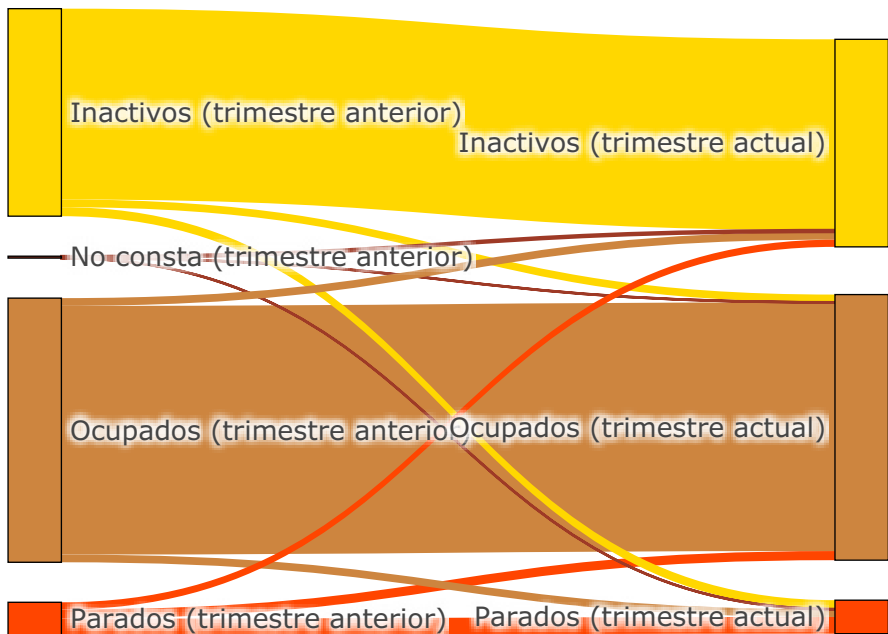 Inactivos (trimestre anterior)
Inactivos (trimestre actual)
No consta (trimestre anterior)
Ocupados (trimestre anterior)
Ocupados (trimestre actual)
Parados (trimestre anterior)
Parados (trimestre actual)